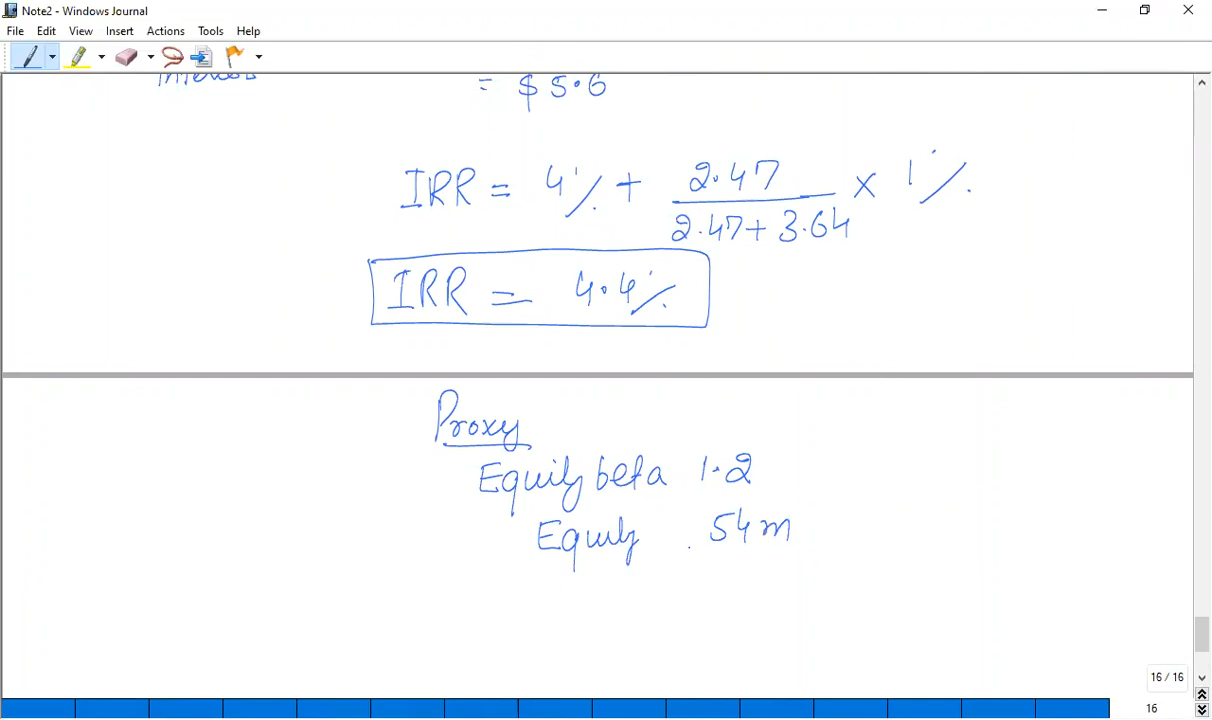 Note2 - Windows Journal
File Edit View Insert Actions Tools Help
= $5.6
IRR = 4% + 2.47 / 2.47 + 3.64 × 1%
IRR = 4.4%
Proxy
Equity beta 1.2
Equity 54m
16 / 16
16